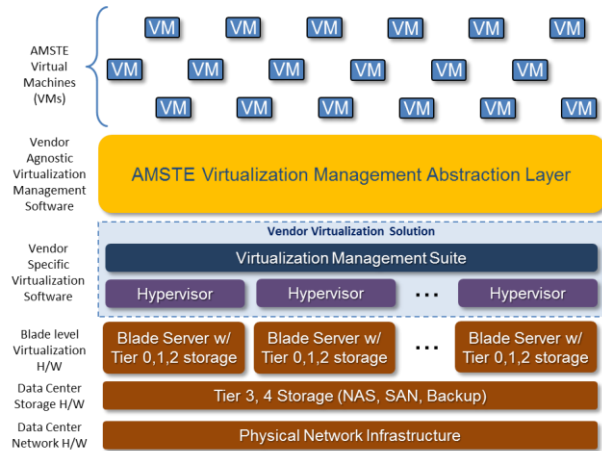 AMSTE
Virtual
Machines
(VMs)
VM VM VM VM VM VM
VM VM VM VM VM VM
VM VM VM VM VM VM
Vendor
Agnostic
Virtualization
Management
Software
AMSTE Virtualization Management Abstraction Layer
Vendor
Specific
Virtualization
Software
Vendor Virtualization Solution
Virtualization Management Suite
Hypervisor Hypervisor ... Hypervisor
Blade level
Virtualization
H/W
Blade Server w/
Tier 0,1,2 storage
Blade Server w/
Tier 0,1,2 storage
...
Blade Server w/
Tier 0,1,2 storage
Data Center
Storage H/W
Tier 3, 4 Storage (NAS, SAN, Backup)
Data Center
Network H/W
Physical Network Infrastructure